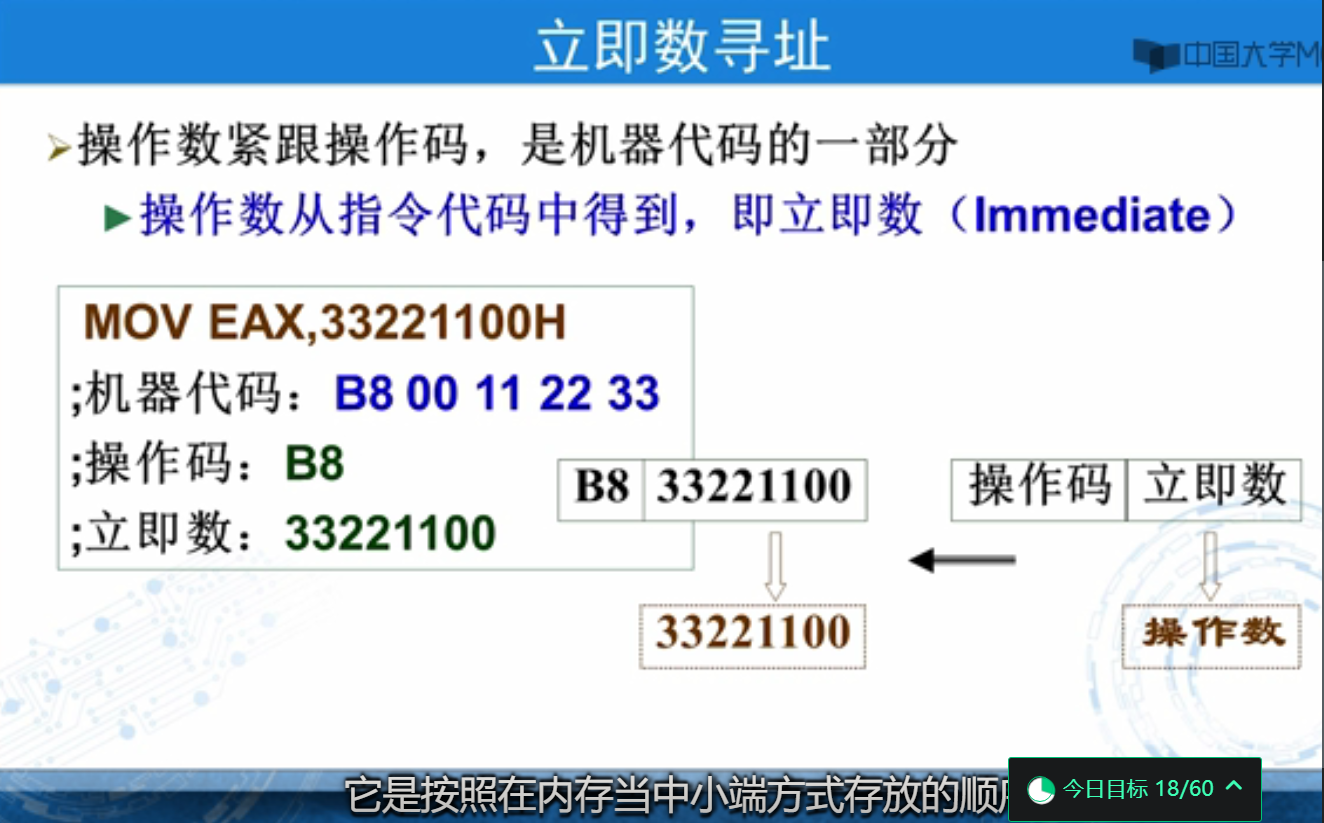 立即数寻址
中国大学M
操作数紧跟操作码，是机器代码的一部分
操作数从指令代码中得到，即立即数（Immediate）
MOV EAX,33221100H
;机器代码：B8 00 11 22 33
;操作码：B8
;立即数：33221100
B8 33221100
操作码 立即数
33221100
操作数
它是按照在内存当中小端方式存放的顺
今日目标 18/60